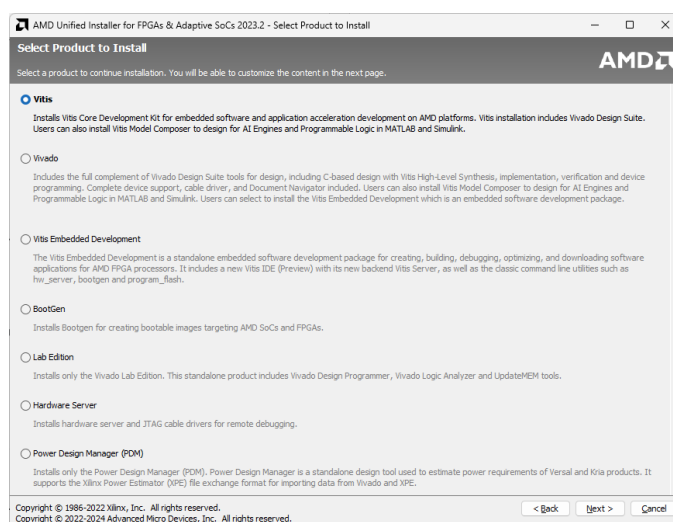 AMD Unified Installer for FPGAs & Adaptive SoCs 2023.2 - Select Product to Install
Select Product to Install
Select a product to continue installation. You will be able to customize the content in the next page.
AMD
Vitis
Installs Vitis Core Development Kit for embedded software and application acceleration development on AMD platforms. Vitis installation includes Vivado Design Suite.
Users can also install Vitis Model Composer to design for AI Engines and Programmable Logic in MATLAB and Simulink.
Vivado
Includes the full complement of Vivado Design Suite tools for design, including C-based design with Vitis High-Level Synthesis, implementation, verification and device
programming. Complete device support, cable driver, and Document Navigator included. Users can also install Vitis Model Composer to design for AI Engines and
Programmable Logic in MATLAB and Simulink. Users can select to install the Vitis Embedded Development which is an embedded software development package.
Vitis Embedded Development
The Vitis Embedded Development is a standalone embedded software development package for creating, building, debugging, optimizing, and downloading software
applications for AMD FPGA processors. It includes a new Vitis IDE (Preview) with its new backend Vitis Server, as well as the classic command line utilities such as
hw_server, bootgen and program_flash.
BootGen
Installs Bootgen for creating bootable images targeting AMD SoCs and FPGAs.
Lab Edition
Installs only the Vivado Lab Edition. This standalone product includes Vivado Design Programmer, Vivado Logic Analyzer and UpdateMEM tools.
Hardware Server
Installs hardware server and JTAG cable drivers for remote debugging.
Power Design Manager (PDM)
Installs only the Power Design Manager (PDM). Power Design Manager is a standalone design tool used to estimate power requirements of Versal and Kria products. It
supports the Xilinx Power Estimator (XPE) file exchange format for importing data from Vivado and XPE.
Copyright © 1986-2022 Xilinx, Inc. All rights reserved.
Copyright © 2022-2024 Advanced Micro Devices, Inc. All rights reserved.
< Back Next > Cancel